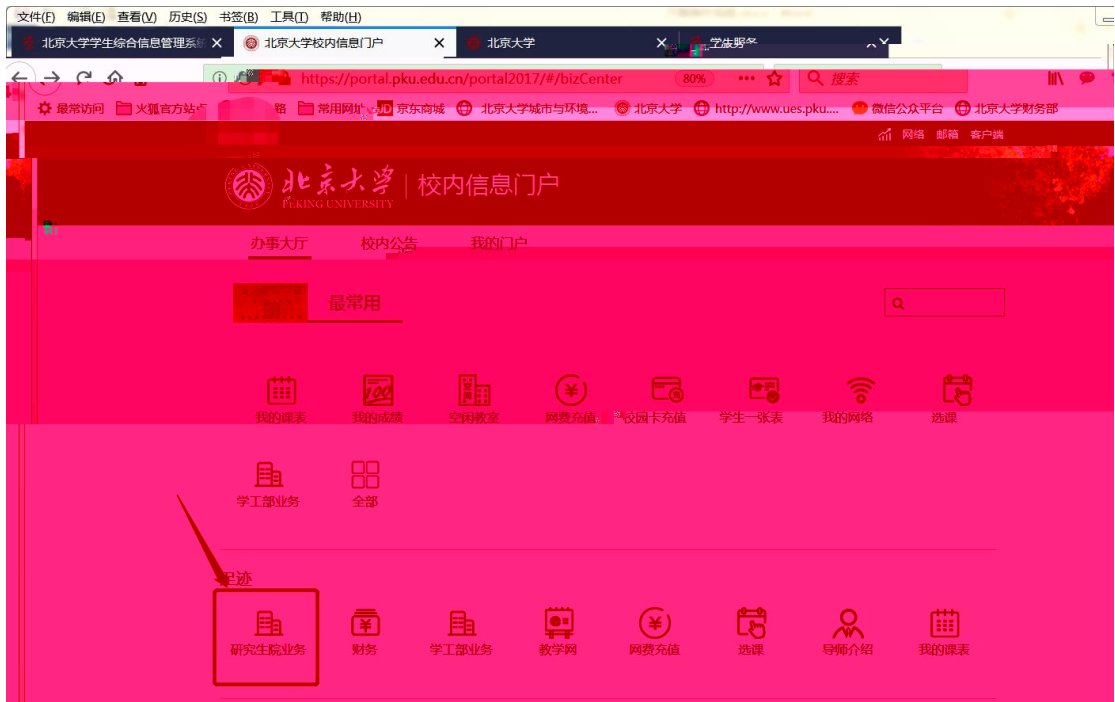 文件(F) 编辑(E) 查看(V) 历史(S) 书签(B) 工具(T) 帮助(H)
北京大学学生综合信息管理系统 北京大学校内信息门户 北京大学
https://portal.pku.edu.cn/portal2017/#/bizCenter 80% 搜索
最常访问 火狐官方站点 常用网址 JD 京东商城 北京大学城市与环境... 北京大学 http://www.ues.pku.... 微信公众平台 北京大学财务部
网络 邮箱 客户端
北京大学 校内信息门户
PEKING UNIVERSITY
办事大厅 校内公告 我的门户
最常用
我的课表 我的成绩 空闲教室 网费充值 校园卡充值 学生一张表 我的网络 选课
学工部业务 全部
足迹
研究生院业务 财务 学工部业务 教学网 网费充值 选课 导师介绍 我的课表